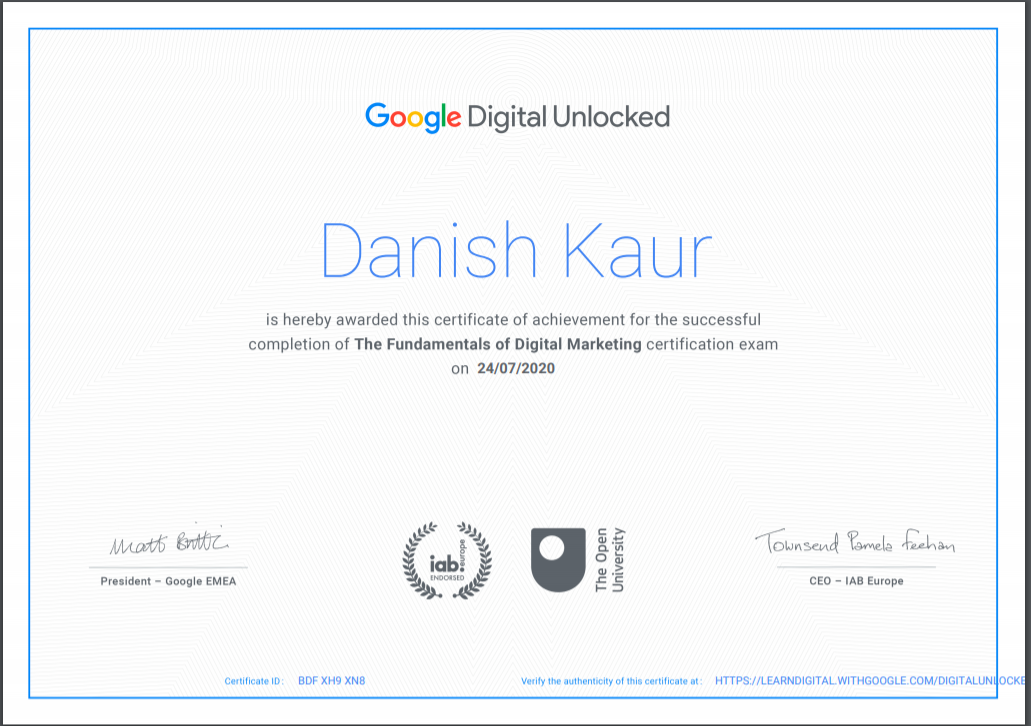 Google Digital Unlocked
Danish Kaur
is hereby awarded this certificate of achievement for the successful
completion of The Fundamentals of Digital Marketing certification exam
on 24/07/2020
Matt Brittin
President – Google EMEA
iab.europe
ENDORSED
The Open
University
Townsend Pamela Feehan
CEO – IAB Europe
Certificate ID : BDF XH9 XN8
Verify the authenticity of this certificate at : HTTPS://LEARNDIGITAL.WITHGOOGLE.COM/DIGITALUNLOCKE